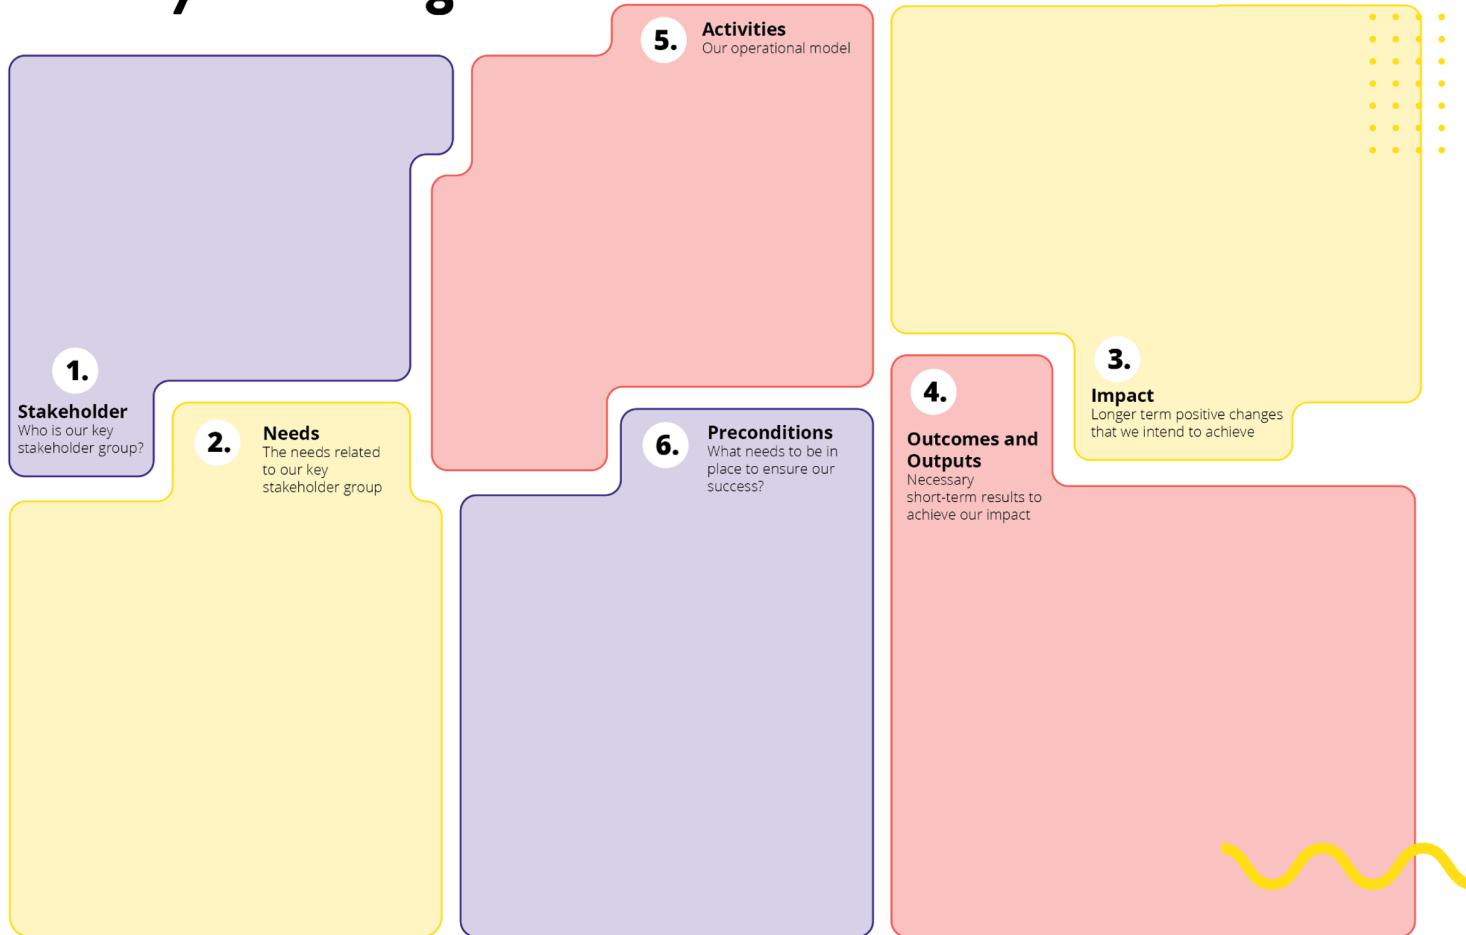 1.
Stakeholder
Who is our key
stakeholder group?
2.
Needs
The needs related
to our key
stakeholder group
3.
Impact
Longer term positive changes
that we intend to achieve
4.
Outcomes and
Outputs
Necessary
short-term results to
achieve our impact
5.
Activities
Our operational model
6.
Preconditions
What needs to be in
place to ensure our
success?